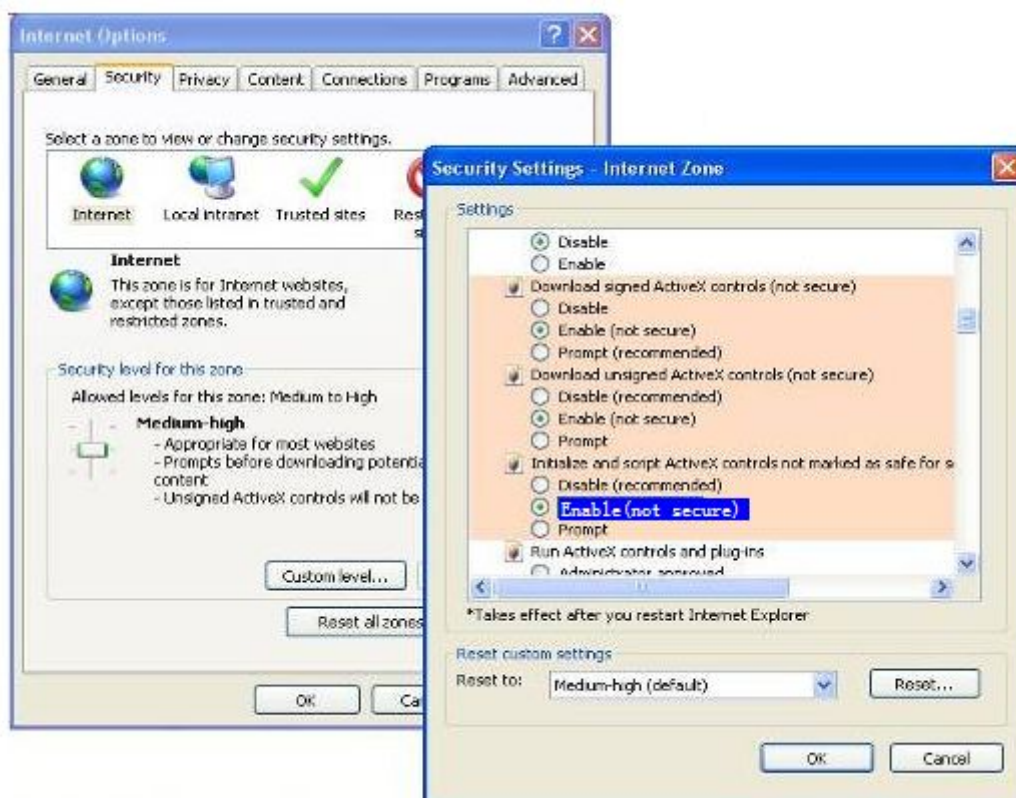 Internet Options
General Security Privacy Content Connections Programs Advanced
Select a zone to view or change security settings.
Internet Local intranet Trusted sites
Internet
This zone is for Internet websites,
except those listed in trusted and
restricted zones.
Security level for this zone
Allowed levels for this zone: Medium to High
Medium-high
- Appropriate for most websites
- Prompts before downloading
content
- Unsigned ActiveX controls will not be
Custom level...
Reset all zones
OK
Security Settings - Internet Zone
Settings
Disable
Enable
Download signed ActiveX controls (not secure)
Disable
Enable (not secure)
Prompt (recommended)
Download unsigned ActiveX controls (not secure)
Disable (recommended)
Enable (not secure)
Prompt
Initialize and script ActiveX controls not marked as safe for s
Disable (recommended)
Enable(not secure)
Prompt
Run ActiveX controls and plug-ins
Administrator approved
*Takes effect after you restart Internet Explorer
Reset custom settings
Reset to: Medium-high (default) Reset...
OK Cancel